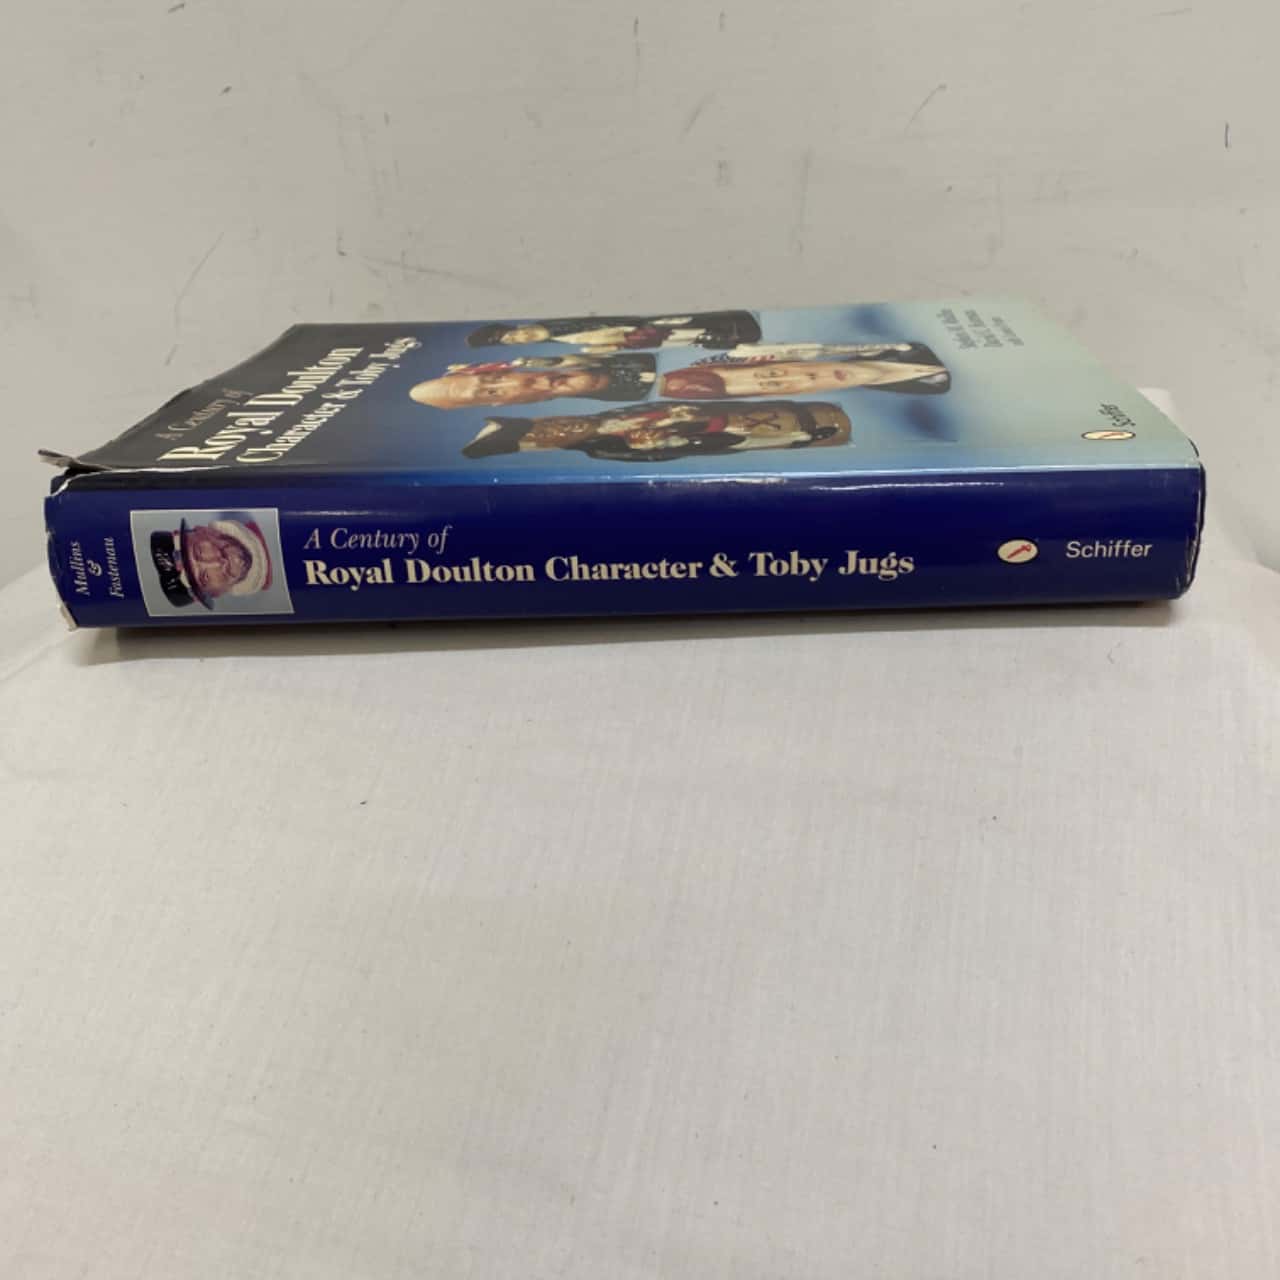 A Century of
Royal Doulton
Character & Toby Jugs
Schiffer
Mullins
&
Fastenau
A Century of
Royal Doulton Character & Toby Jugs
Schiffer